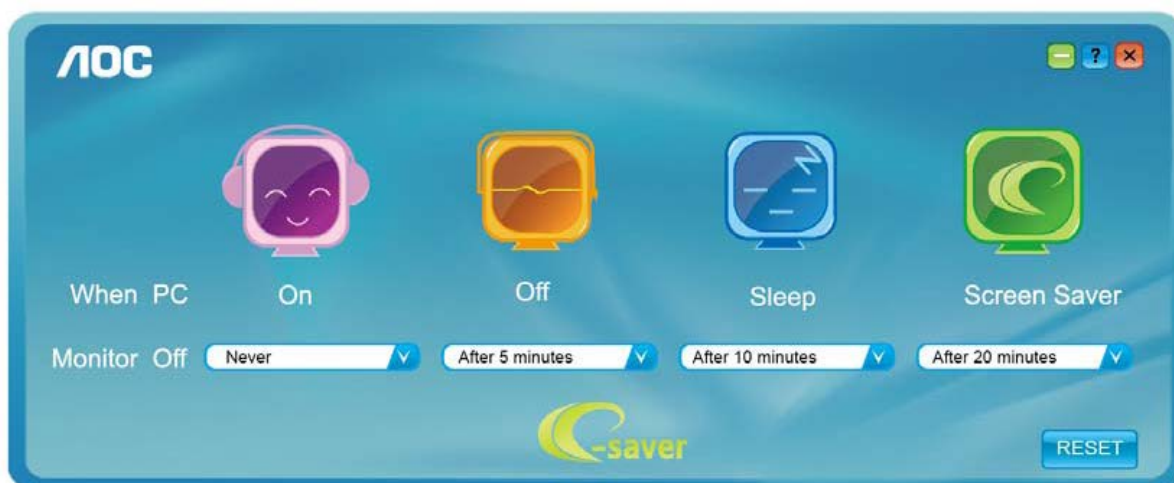 AOC
?
When PC On Off Sleep Screen Saver
Monitor Off Never After 5 minutes After 10 minutes After 20 minutes
e-saver
RESET